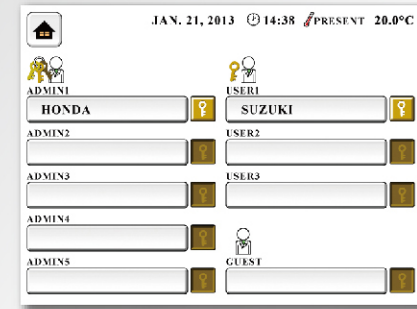 JAN. 21, 2013 14:38 PRESENT 20.0°C
ADMIN1 USER1
HONDA SUZUKI
ADMIN2 USER2
ADMIN3 USER3
ADMIN4
ADMIN5 GUEST